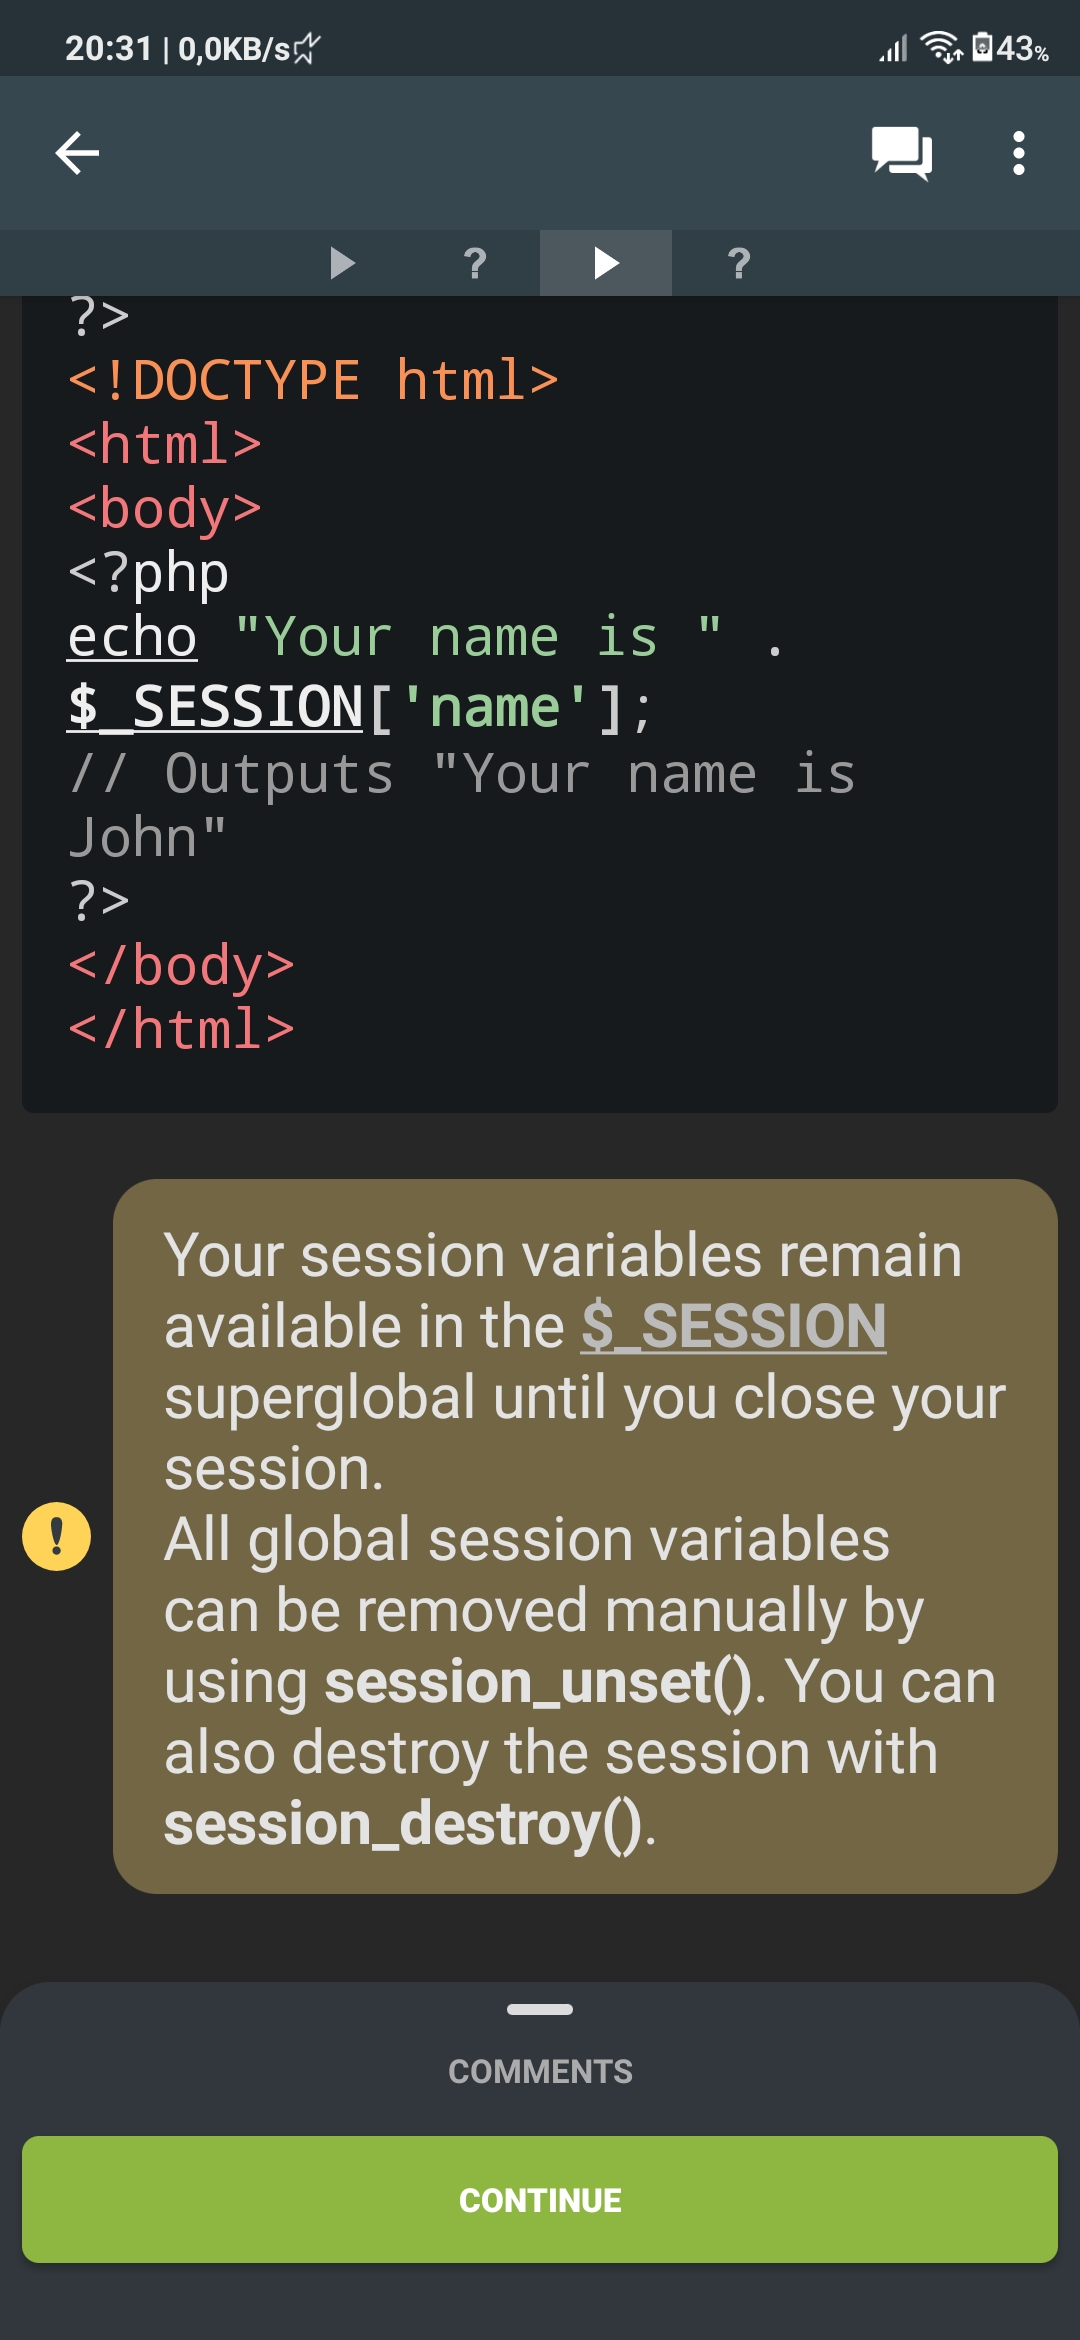 20:31 | 0,0KB/s
43%
?
?
?>
<!DOCTYPE html>
<html>
<body>
<?php
echo "Your name is " .
$_SESSION['name'];
// Outputs "Your name is
John"
?>
</body>
</html>
Your session variables remain
available in the $_SESSION
superglobal until you close your
session.
All global session variables
can be removed manually by
using session_unset(). You can
also destroy the session with
session_destroy().
COMMENTS
CONTINUE